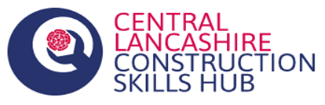 CENTRAL
LANCASHIRE
CONSTRUCTION
SKILLS HUB